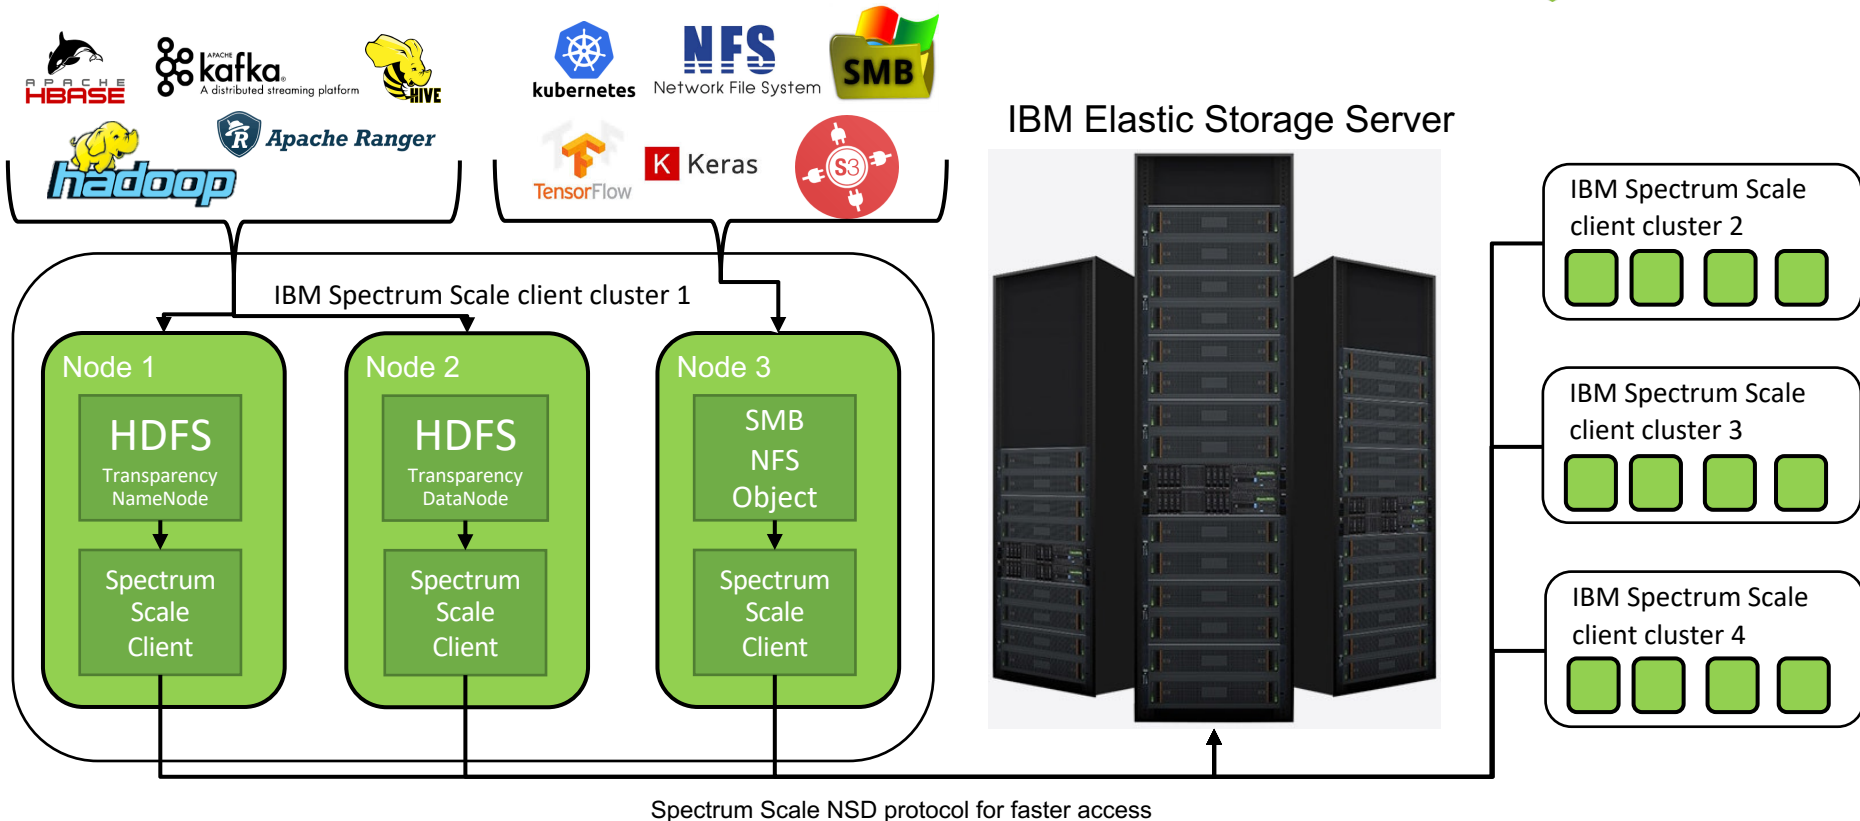 APACHE
HBASE
APACHE
kafka®
A distributed streaming platform
HIVE
hadoop
R
Apache Ranger
kubernetes
NFS
Network File System
SMB
TensorFlow
K Keras
S3
IBM Elastic Storage Server
IBM Spectrum Scale client cluster 1
Node 1
HDFS
Transparency
NameNode
Spectrum
Scale
Client
Node 2
HDFS
Transparency
DataNode
Spectrum
Scale
Client
Node 3
SMB
NFS
Object
Spectrum
Scale
Client
IBM Spectrum Scale
client cluster 2
IBM Spectrum Scale
client cluster 3
IBM Spectrum Scale
client cluster 4
Spectrum Scale NSD protocol for faster access